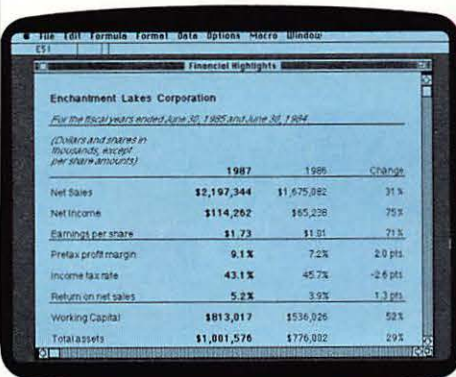 File Edit Formula Format Data Options Macro Window
E51
Financial Highlights
Enchantment Lakes Corporation
For the fiscal years ended June 30, 1985 and June 30, 1984
(Dollars and shares in
thousands, except
per share amounts)
1987 1986 Change
Net Sales $2,197,344 $1,675,082 31%
Net Income $114,262 $65,238 75%
Earnings per share $1.73 $1.01 71%
Pretax profit margin 9.1% 7.2% 2.0 pts.
Income tax rate 43.1% 45.7% -2.6 pts.
Return on net sales 5.2% 3.9% 1.3 pts.
Working Capital $813,017 $536,026 52%
Total assets $1,001,576 $776,002 29%